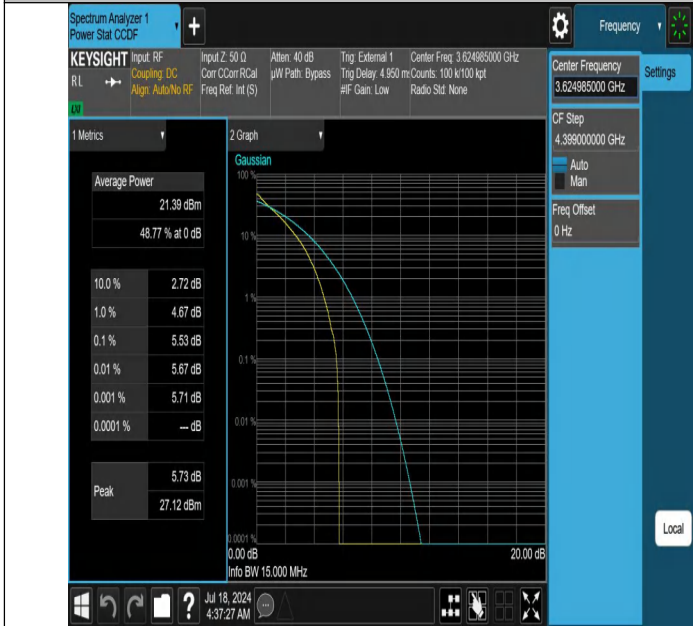 Spectrum Analyzer 1
Power Stat CCDF
+
Frequency
KEYSIGHT
RL
LXI
Input: RF
Coupling: DC
Align: Auto/No RF
Input Z: 50 Ω
Corr CCorr RCal
Freq Ref: Int (S)
Atten: 40 dB
µW Path: Bypass
Trig: External 1
Trig Delay: 4.950 ms
#IF Gain: Low
Center Freq: 3.624985000 GHz
Counts: 100 k/100 kpt
Radio Std: None
Center Frequency
3.624985000 GHz
Settings
CF Step
4.399000000 GHz
Auto
Man
Freq Offset
0 Hz
Local
1 Metrics
Average Power
21.39 dBm
48.77 % at 0 dB
10.0 % 2.72 dB
1.0 % 4.67 dB
0.1 % 5.53 dB
0.01 % 5.67 dB
0.001 % 5.71 dB
0.0001 % --- dB
Peak
5.73 dB
27.12 dBm
2 Graph
Gaussian
100 %
10 %
1 %
0.1 %
0.01 %
0.001 %
0.0001 %
0.00 dB 20.00 dB
Info BW 15.000 MHz
?
Jul 18, 2024
4:37:27 AM